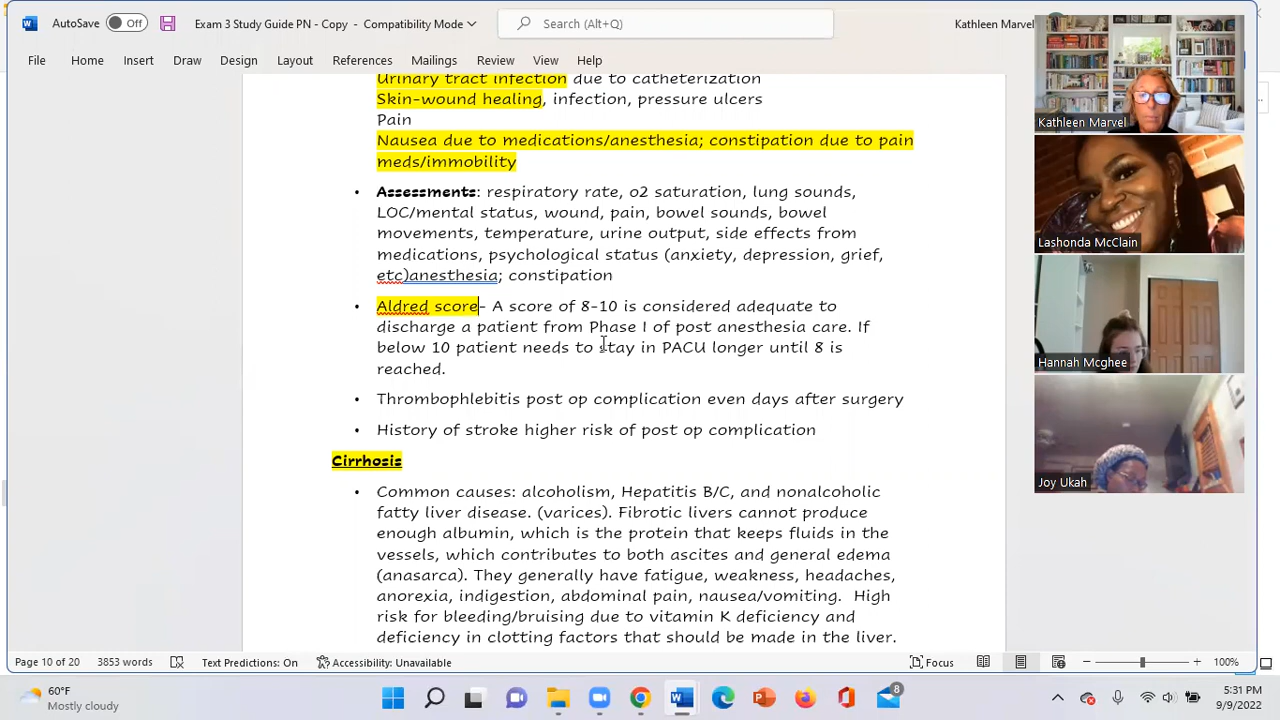 AutoSave Off Exam 3 Study Guide PN - Copy - Compatibility Mode Search (Alt+Q) Kathleen Marvel
File Home Insert Draw Design Layout References Mailings Review View Help
Urinary tract infection due to catheterization
Skin-wound healing, infection, pressure ulcers
Pain
Nausea due to medications/anesthesia; constipation due to pain
meds/immobility
• Assessments: respiratory rate, o2 saturation, lung sounds,
LOC/mental status, wound, pain, bowel sounds, bowel
movements, temperature, urine output, side effects from
medications, psychological status (anxiety, depression, grief,
etc)anesthesia; constipation
• Aldred score- A score of 8-10 is considered adequate to
discharge a patient from Phase I of post anesthesia care. If
below 10 patient needs to stay in PACU longer until 8 is
reached.
• Thrombophlebitis post op complication even days after surgery
• History of stroke higher risk of post op complication
Cirrhosis
• Common causes: alcoholism, Hepatitis B/C, and nonalcoholic
fatty liver disease. (varices). Fibrotic livers cannot produce
enough albumin, which is the protein that keeps fluids in the
vessels, which contributes to both ascites and general edema
(anasarca). They generally have fatigue, weakness, headaches,
anorexia, indigestion, abdominal pain, nausea/vomiting. High
risk for bleeding/bruising due to vitamin K deficiency and
deficiency in clotting factors that should be made in the liver.
Kathleen Marvel
Lashonda McClain
Hannah Mcghee
Joy Ukah
Page 10 of 20 3853 words Text Predictions: On Accessibility: Unavailable Focus 100%
60°F
Mostly cloudy
8
5:31 PM
9/9/2022